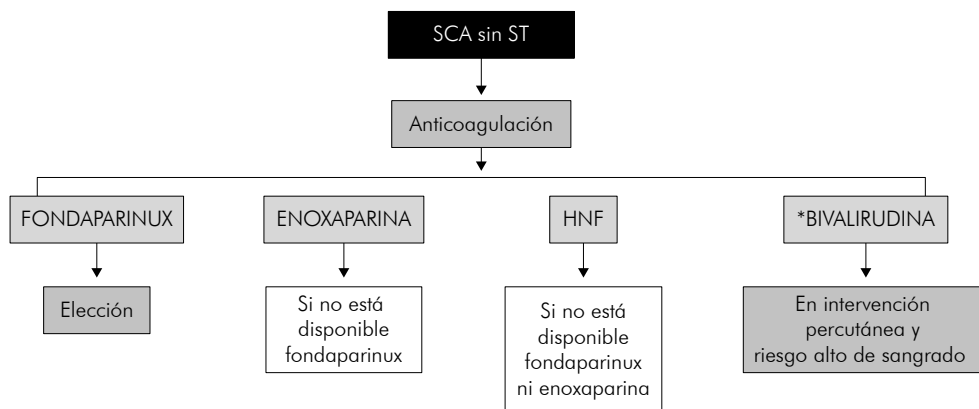 SCA sin ST
Anticoagulación
FONDAPARINUX
ENOXAPARINA
HNF
*BIVALIRUDINA
Elección
Si no está
disponible
fondaparinux
Si no está
disponible
fondaparinux
ni enoxaparina
En intervención
percutánea y
riesgo alto de sangrado